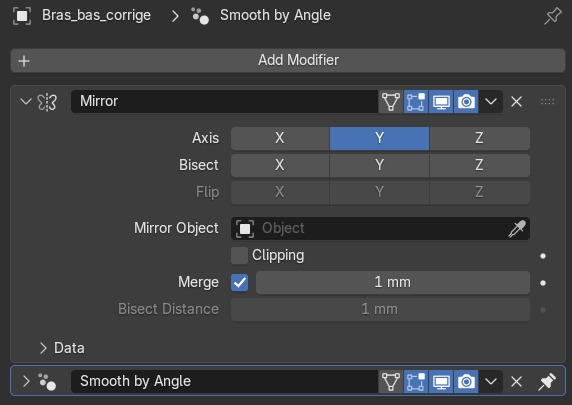 Bras_bas_corrige > Smooth by Angle
+ Add Modifier
Mirror
Axis X Y Z
Bisect X Y Z
Flip X Y Z
Mirror Object Object
Clipping
Merge 1 mm
Bisect Distance 1 mm
Data
Smooth by Angle